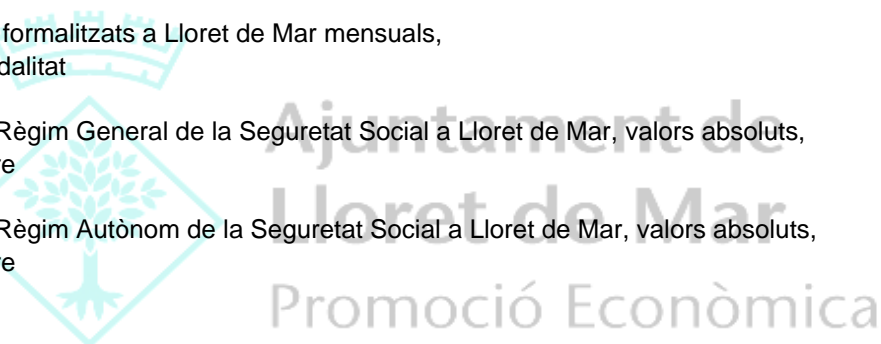 formalitzats a Lloret de Mar mensuals,
dalitat
Règim General de la Seguretat Social a Lloret de Mar, valors absoluts,
re
Règim Autònom de la Seguretat Social a Lloret de Mar, valors absoluts,
re
Ajuntament de
Lloret de Mar
Promoció Econòmica